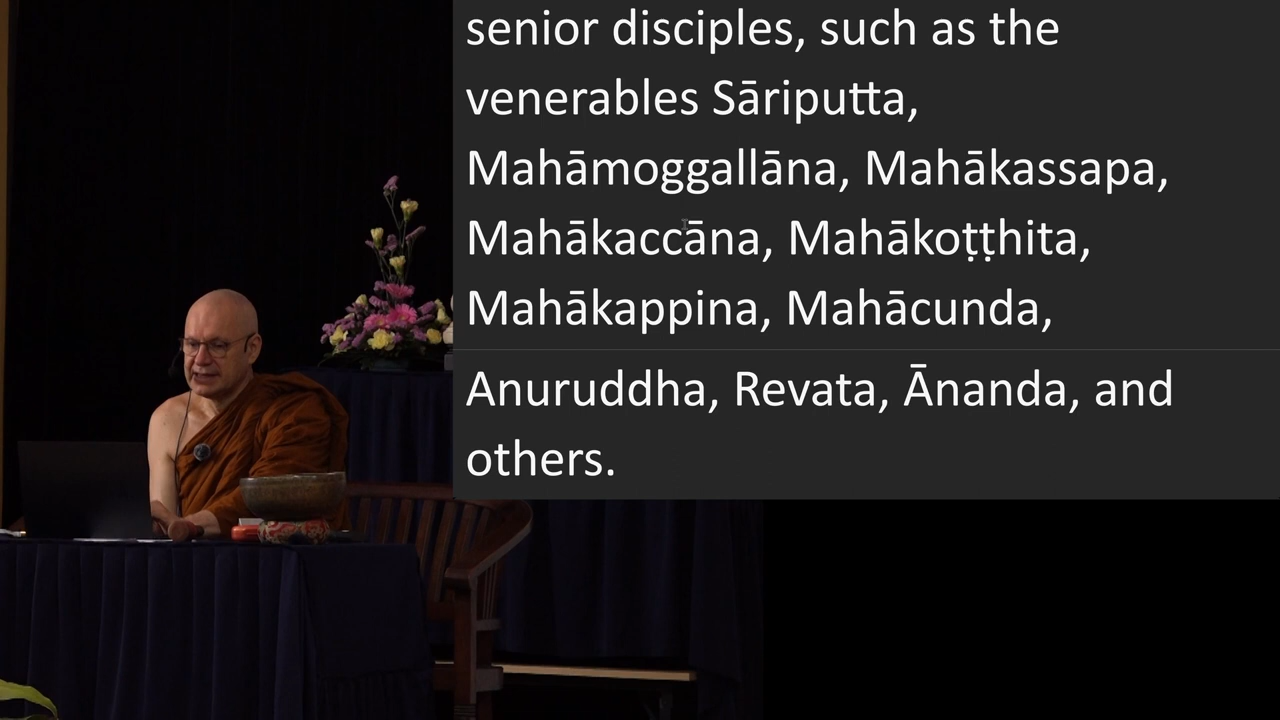 senior disciples, such as the
venerables Sāriputta,
Mahāmoggallāna, Mahākassapa,
Mahākaccāna, Mahākoṭṭhita,
Mahākappina, Mahācunda,
Anuruddha, Revata, Ānanda, and
others.